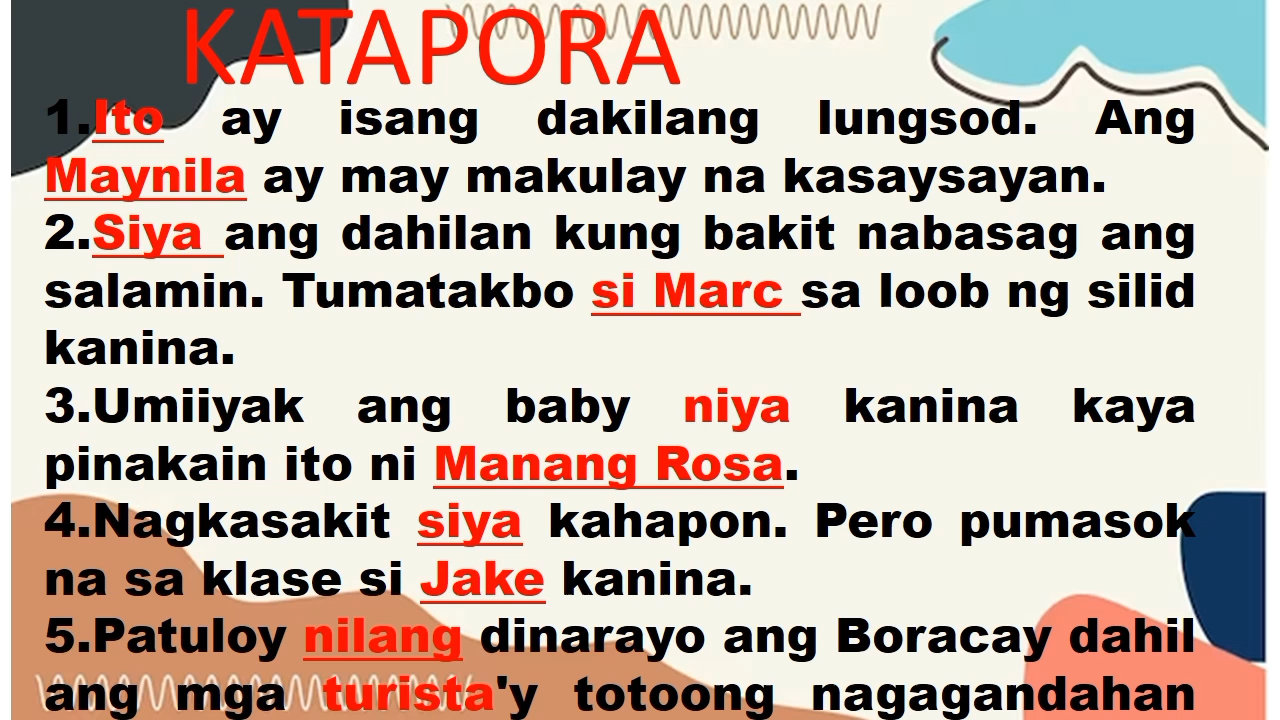 KATAPORA
1.Ito ay isang dakilang lungsod. Ang
Maynila ay may makulay na kasaysayan.
2.Siya ang dahilan kung bakit nabasag ang
salamin. Tumatakbo si Marc sa loob ng silid
kanina.
3.Umiiyak ang baby niya kanina kaya
pinakain ito ni Manang Rosa.
4.Nagkasakit siya kahapon. Pero pumasok
na sa klase si Jake kanina.
5.Patuloy nilang dinarayo ang Boracay dahil
ang mga turista'y totoong nagagandahan